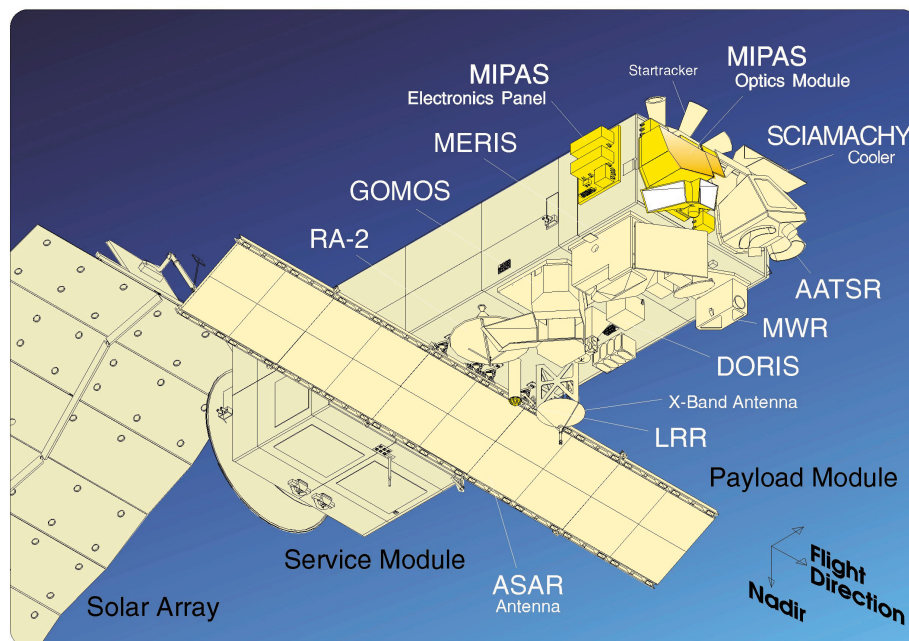 MIPAS
Electronics Panel
Startracker
MIPAS
Optics Module
MERIS
SCIAMACHY
Cooler
GOMOS
RA-2
AATSR
MWR
DORIS
X-Band Antenna
LRR
Payload Module
Service Module
Flight
Direction
ASAR
Antenna
Nadir
Solar Array